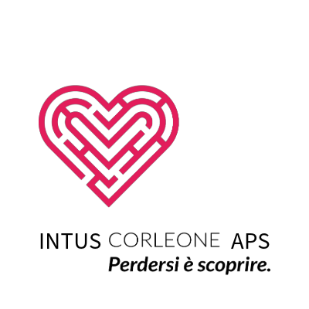 INTUS CORLEONE APS
Perdersi è scoprire.